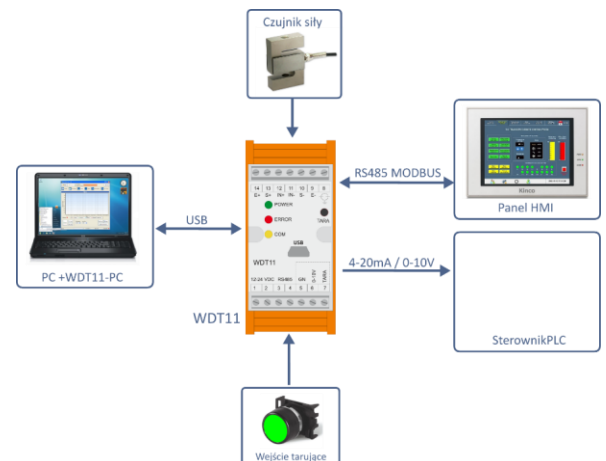 Czujnik siły
RS485 MODBUS
Kinco
Panel HMI
USB
PC +WDT11-PC
14 13 12 11 10 9 8
E+ S+ IN+ IN- S- E-
POWER
ERROR
TARA
COM
USB
WDT11
12-24 VDC RS485 GN 0-10V TARA
1 2 3 4 5 6 7
4-20mA / 0-10V
SterownikPLC
WDT11
Wejście tarujące